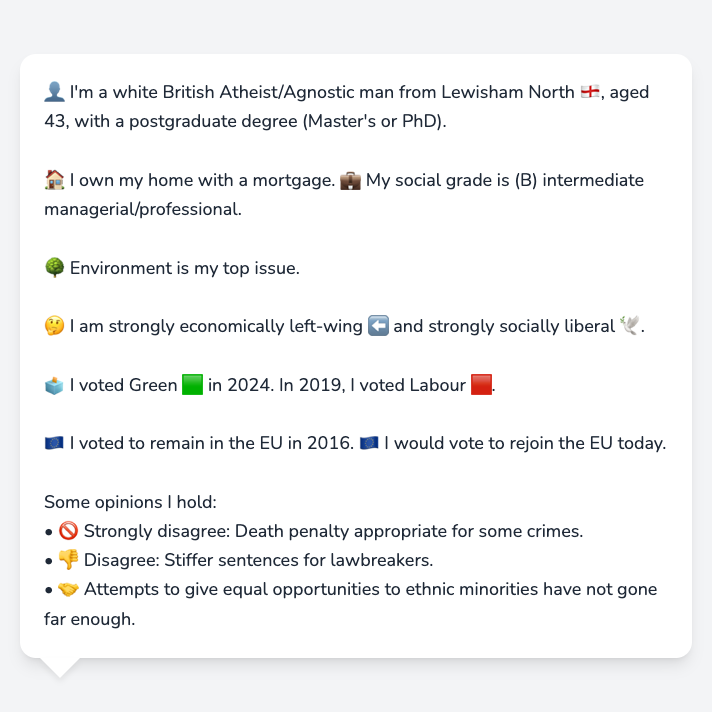 👤 I'm a white British Atheist/Agnostic man from Lewisham North 🏴󠁧󠁢󠁥󠁮󠁧󠁿, aged
43, with a postgraduate degree (Master's or PhD).
🏠 I own my home with a mortgage. 💼 My social grade is (B) intermediate
managerial/professional.
🌳 Environment is my top issue.
🤔 I am strongly economically left-wing ⬅️ and strongly socially liberal 🕊️.
🗳️ I voted Green 🟩 in 2024. In 2019, I voted Labour 🟥.
🇪🇺 I voted to remain in the EU in 2016. 🇪🇺 I would vote to rejoin the EU today.
Some opinions I hold:
• 🚫 Strongly disagree: Death penalty appropriate for some crimes.
• 👎 Disagree: Stiffer sentences for lawbreakers.
• 🤝 Attempts to give equal opportunities to ethnic minorities have not gone
far enough.